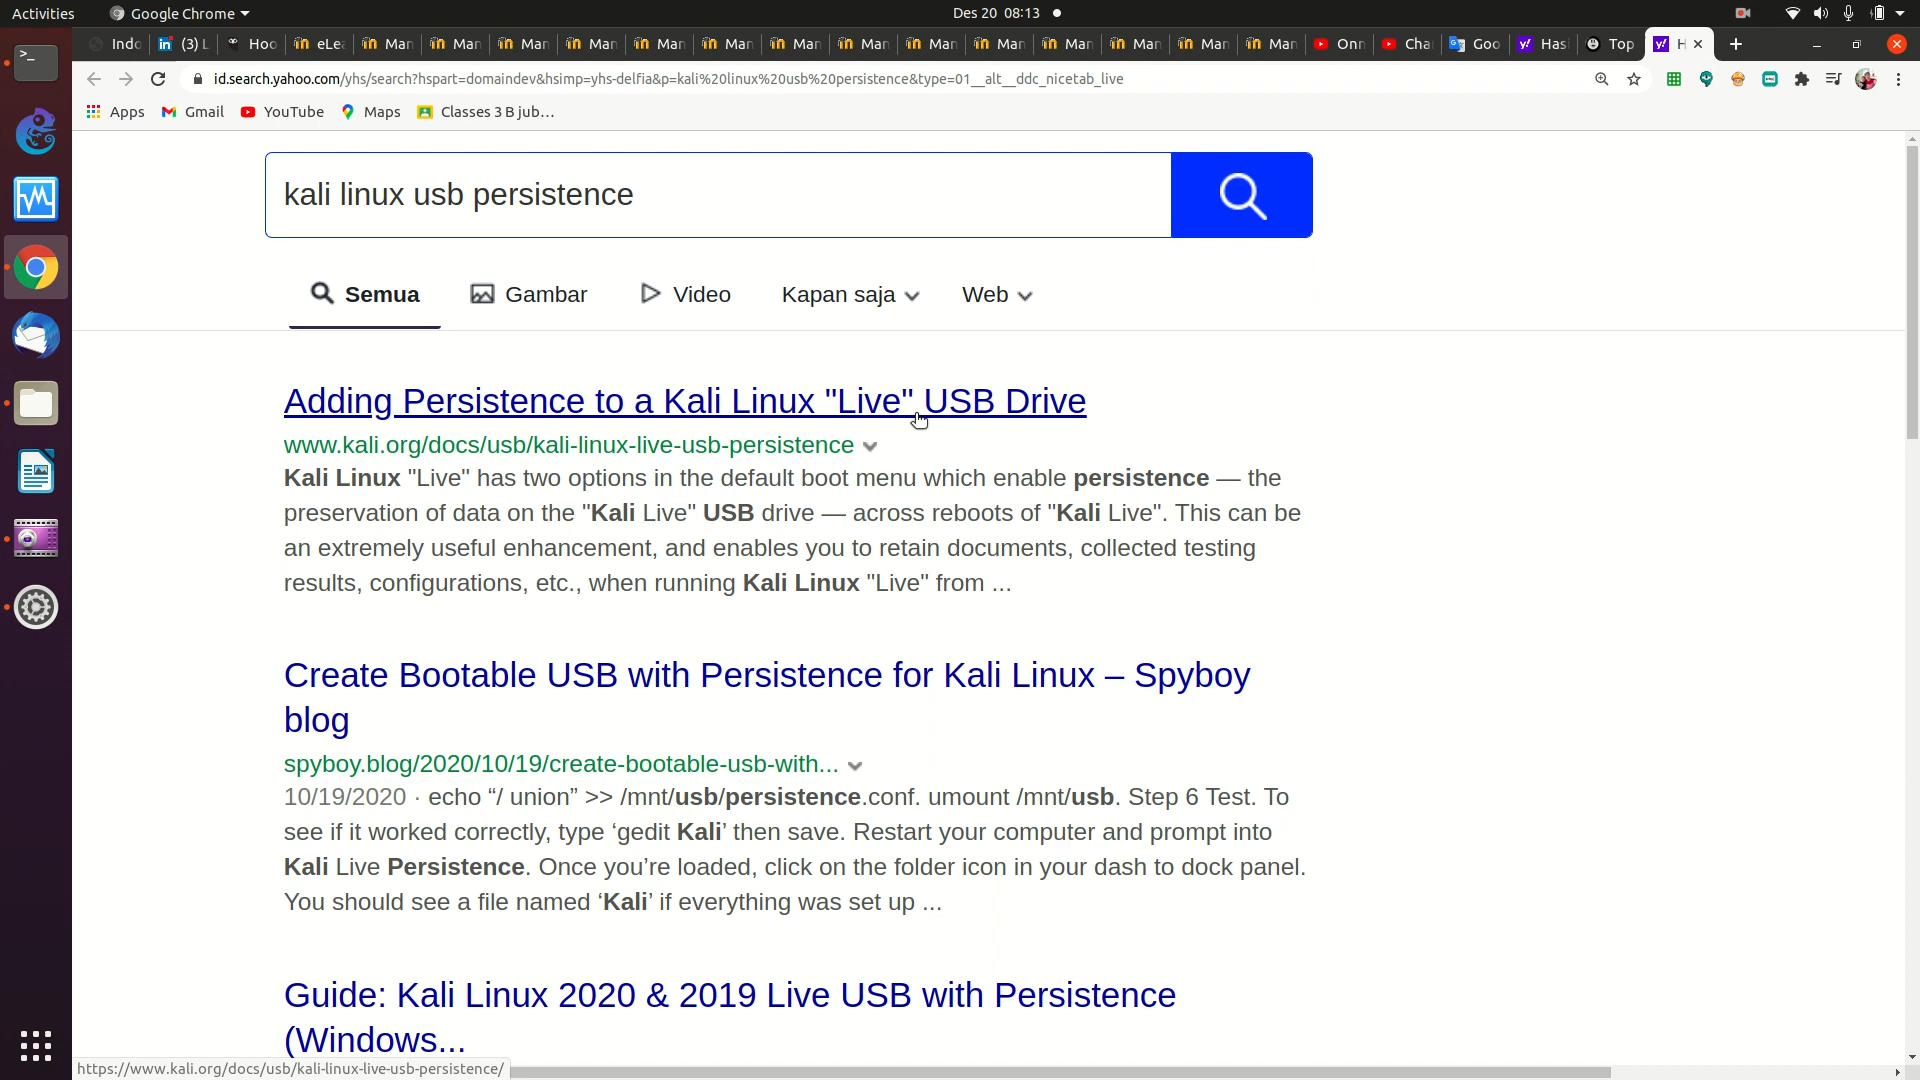 Activities
Google Chrome
Des 20 08:13
Indo
(3) L
Hoo
eLea
Man
Man
Man
Man
Man
Man
Man
Man
Man
Man
Man
Man
Man
Man
Onn
Cha
Goo
Hasi
Top
H
id.search.yahoo.com/yhs/search?hspart=domaindev&hsimp=yhs-delfia&p=kali%20linux%20usb%20persistence&type=01__alt__ddc_nicetab_live
Apps
Gmail
YouTube
Maps
Classes 3 B jub...
kali linux usb persistence
Semua
Gambar
Video
Kapan saja
Web
Adding Persistence to a Kali Linux "Live" USB Drive
www.kali.org/docs/usb/kali-linux-live-usb-persistence
Kali Linux "Live" has two options in the default boot menu which enable persistence — the
preservation of data on the "Kali Live" USB drive — across reboots of "Kali Live". This can be
an extremely useful enhancement, and enables you to retain documents, collected testing
results, configurations, etc., when running Kali Linux "Live" from ...
Create Bootable USB with Persistence for Kali Linux – Spyboy
blog
spyboy.blog/2020/10/19/create-bootable-usb-with...
10/19/2020 · echo “/ union” >> /mnt/usb/persistence.conf. umount /mnt/usb. Step 6 Test. To
see if it worked correctly, type ‘gedit Kali’ then save. Restart your computer and prompt into
Kali Live Persistence. Once you’re loaded, click on the folder icon in your dash to dock panel.
You should see a file named ‘Kali’ if everything was set up ...
Guide: Kali Linux 2020 & 2019 Live USB with Persistence
(Windows...
https://www.kali.org/docs/usb/kali-linux-live-usb-persistence/